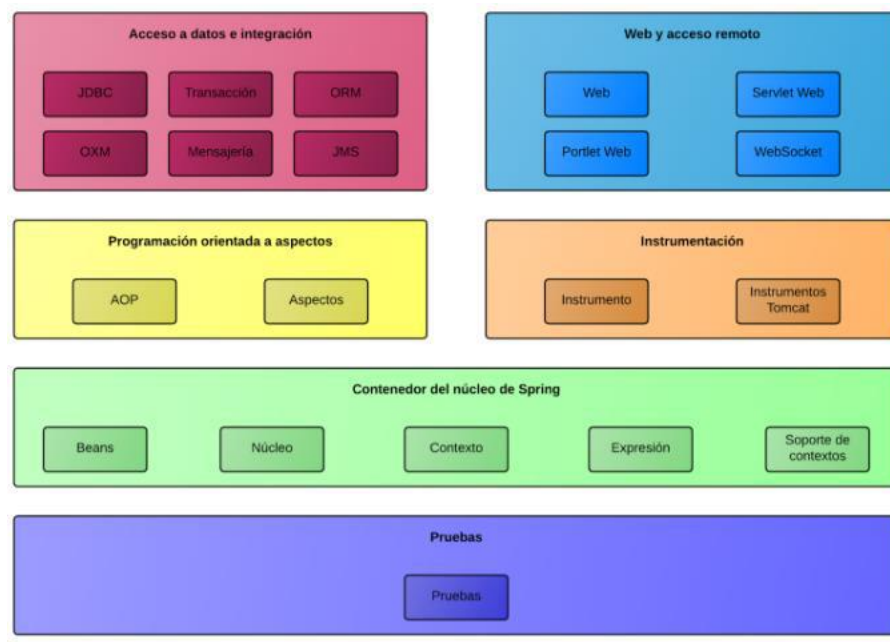 Acceso a datos e integración
JDBC
Transacción
ORM
OXM
Mensajería
JMS
Web y acceso remoto
Web
Servlet Web
Portlet Web
WebSocket
Programación orientada a aspectos
AOP
Aspectos
Instrumentación
Instrumento
Instrumentos
Tomcat
Contenedor del núcleo de Spring
Beans
Núcleo
Contexto
Expresión
Soporte de
contextos
Pruebas
Pruebas